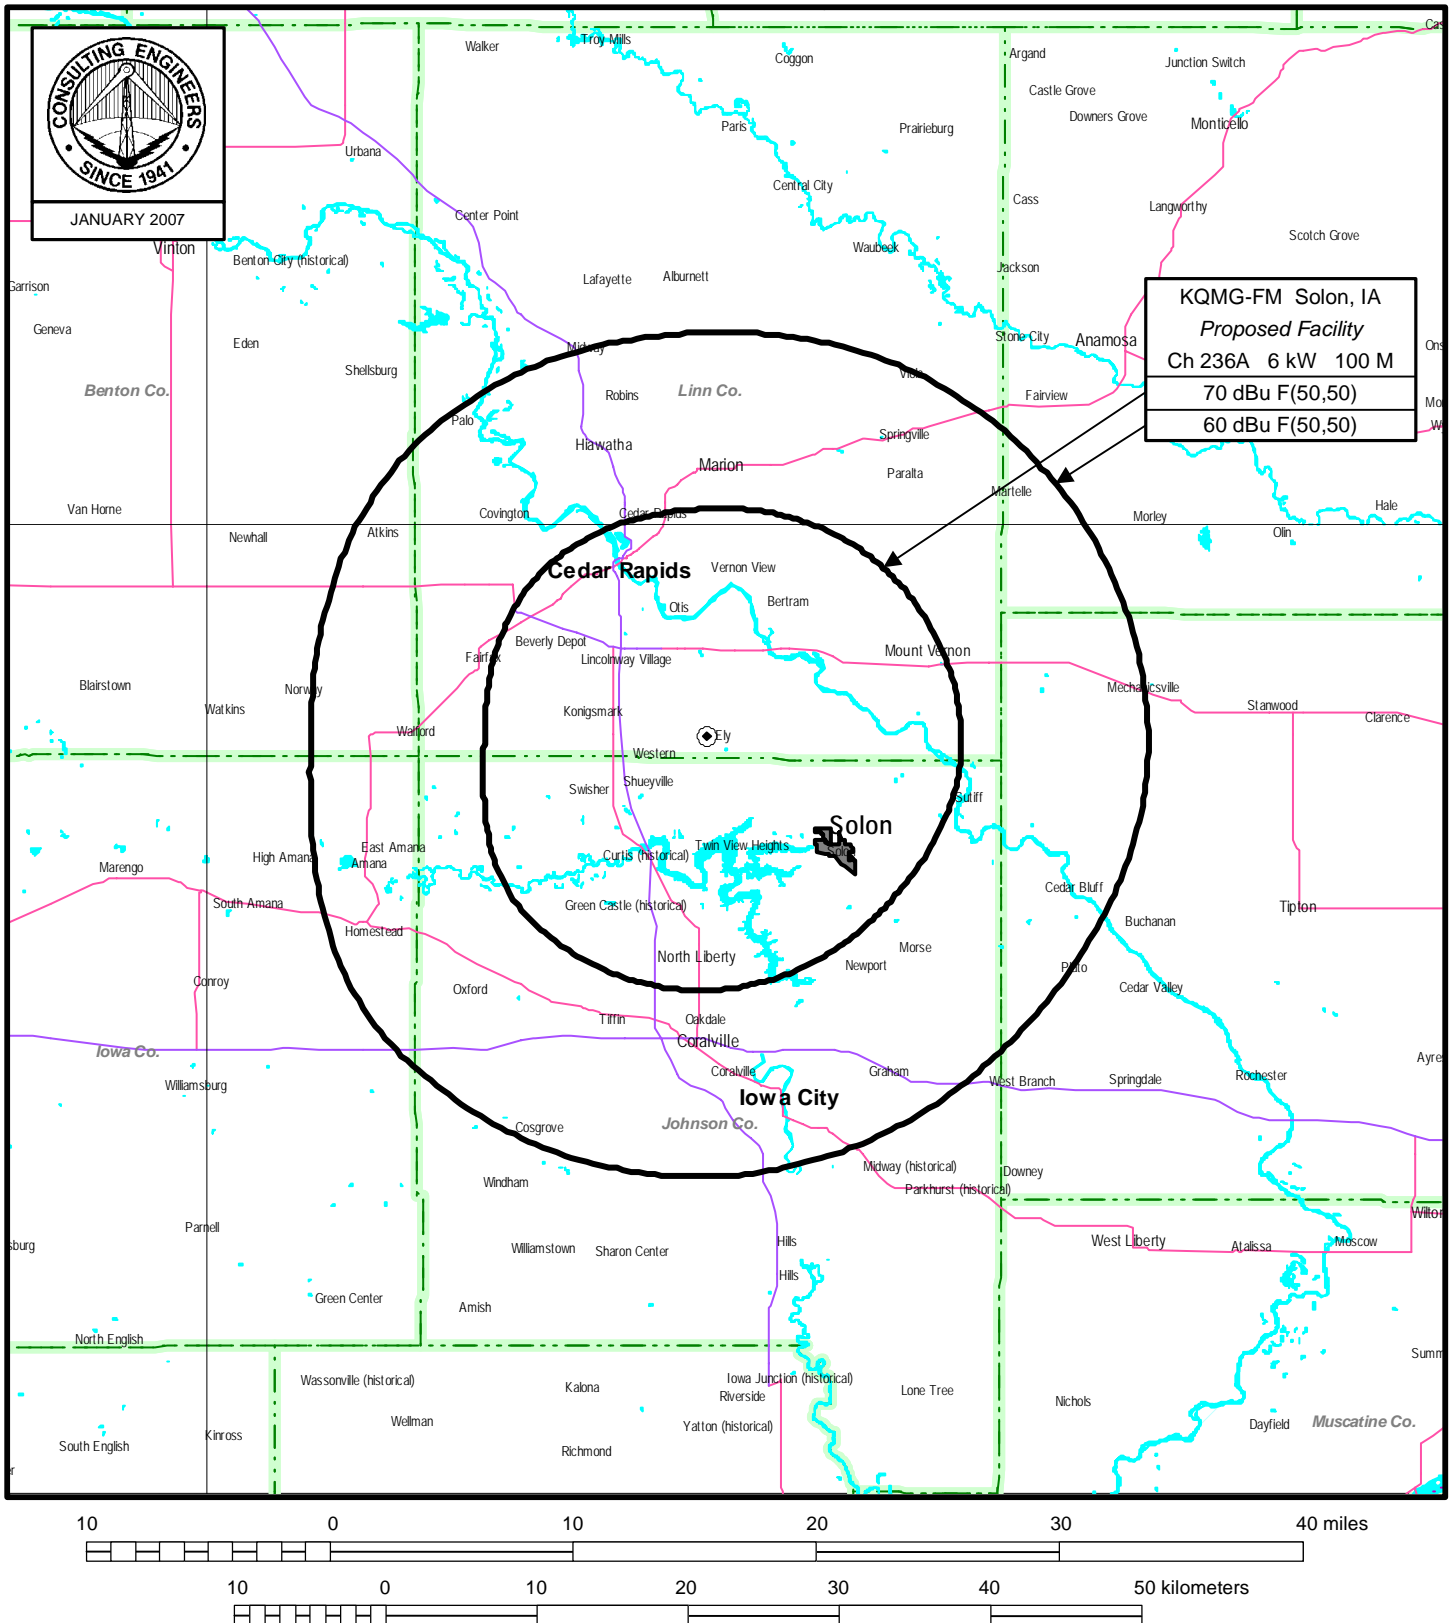 CONSULTING ENGINEERS
SINCE 1941
JANUARY 2007
Walker
Troy Mills
Coggon
Argand
Junction Switch
Castle Grove
Downers Grove
Monticello
Paris
Prairieburg
Urbana
Central City
Cass
Langworthy
Center Point
Scotch Grove
Vinton
Benton City (historical)
Waubeek
Jackson
Lafayette
Alburnett
Garrison
Geneva
KQMG-FM Solon, IA
Proposed Facility
Ch 236A 6 kW 100 M
70 dBu F(50,50)
60 dBu F(50,50)
Eden
Midway
Stone City
Anamosa
Shellsburg
Viola
Benton Co.
Robins
Linn Co.
Fairview
Palo
Hiawatha
Springville
Marion
Paralta
Martelle
Van Horne
Covington
Cedar Rapids
Morley
Hale
Newhall
Atkins
Olin
Cedar Rapids
Vernon View
Otis
Bertram
Beverly Depot
Fairfax
Lincolnway Village
Mount Vernon
Blairstown
Norway
Mechanicsville
Watkins
Konigsmark
Stanwood
Clarence
Walford
Ely
Western
Swisher
Shueyville
Sutiff
Solon
Twin View Heights
East Amana
Curtis (historical)
High Amana
Amana
Marengo
Cedar Bluff
South Amana
Green Castle (historical)
Tipton
Buchanan
Homestead
Morse
North Liberty
Newport
Pluto
Conroy
Oxford
Cedar Valley
Tiffin
Oakdale
Coralville
Iowa Co.
Coralville
Graham
Rochester
Williamsburg
West Branch
Springdale
Iowa City
Cosgrove
Johnson Co.
Midway (historical)
Downey
Windham
Parkhurst (historical)
Parnell
Wilton
Williamstown
Sharon Center
Hills
West Liberty
Atalissa
Moscow
Hills
Green Center
Amish
North English
Wassonville (historical)
Kalona
Iowa Junction (historical)
Riverside
Lone Tree
Nichols
Wellman
Yatton (historical)
Dayfield
Muscatine Co.
South English
Kinross
Richmond
10 0 10 20 30 40 miles
10 0 10 20 30 40 50 kilometers